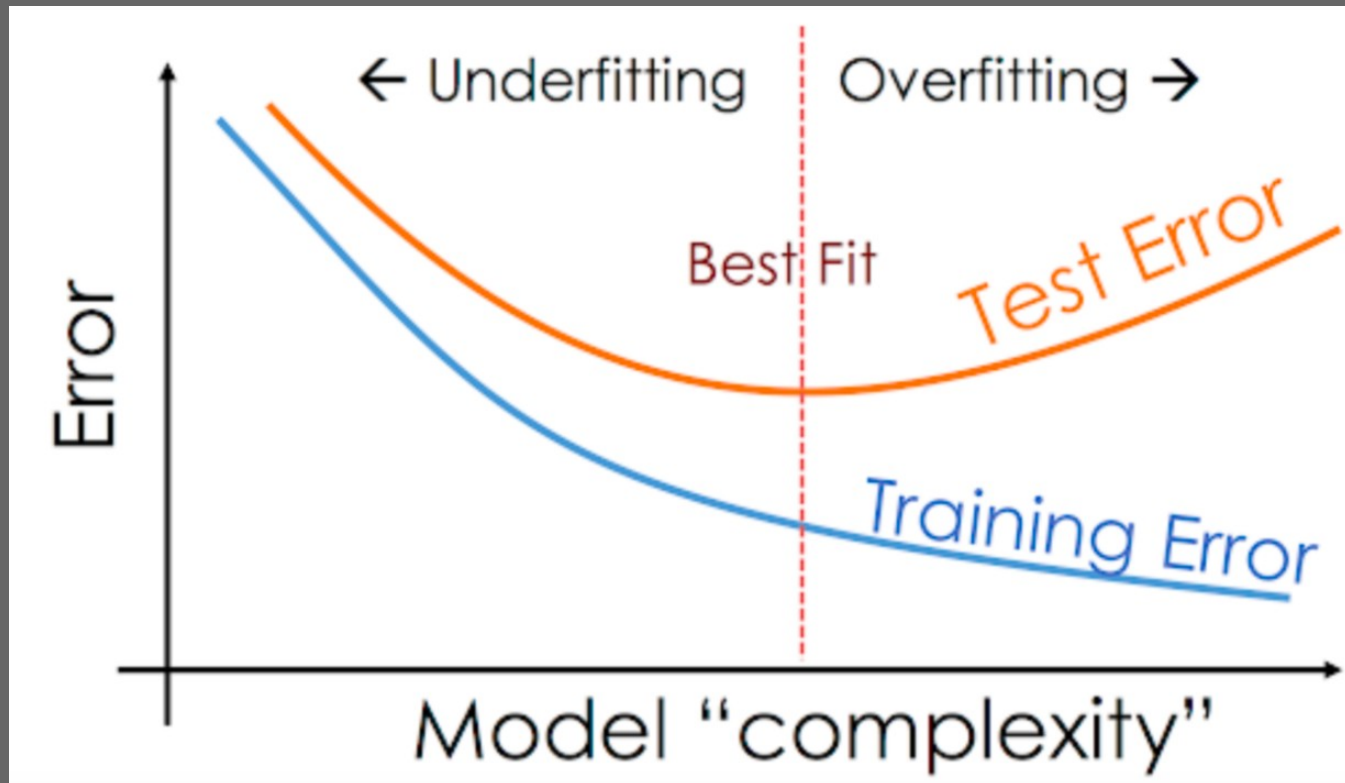 ← Underfitting
Overfitting →
Best Fit
Test Error
Training Error
Error
Model “complexity”